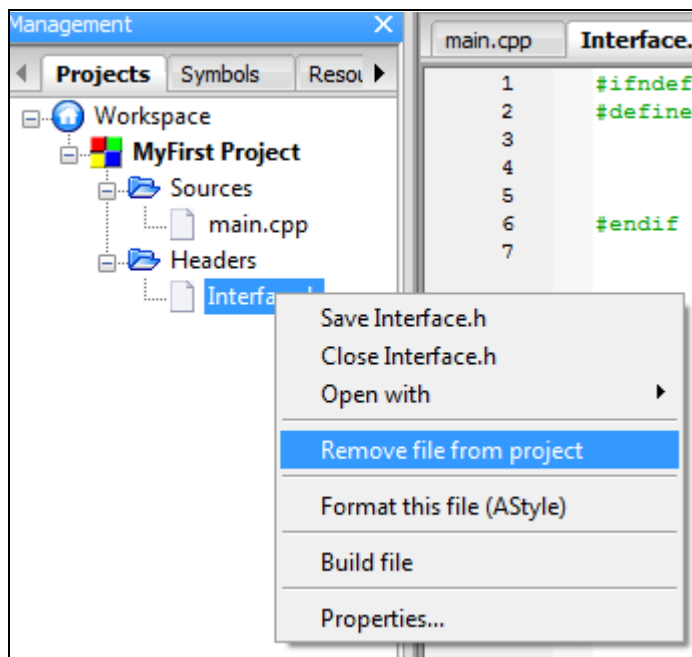 Management
Projects Symbols
Workspace
MyFirst Project
Sources
main.cpp
Headers
main.cpp Interface.
1 #ifndef
2 #define
3
4
5
6 #endif
7
Save Interface.h
Close Interface.h
Open with
Remove file from project
Format this file (AStyle)
Build file
Properties...